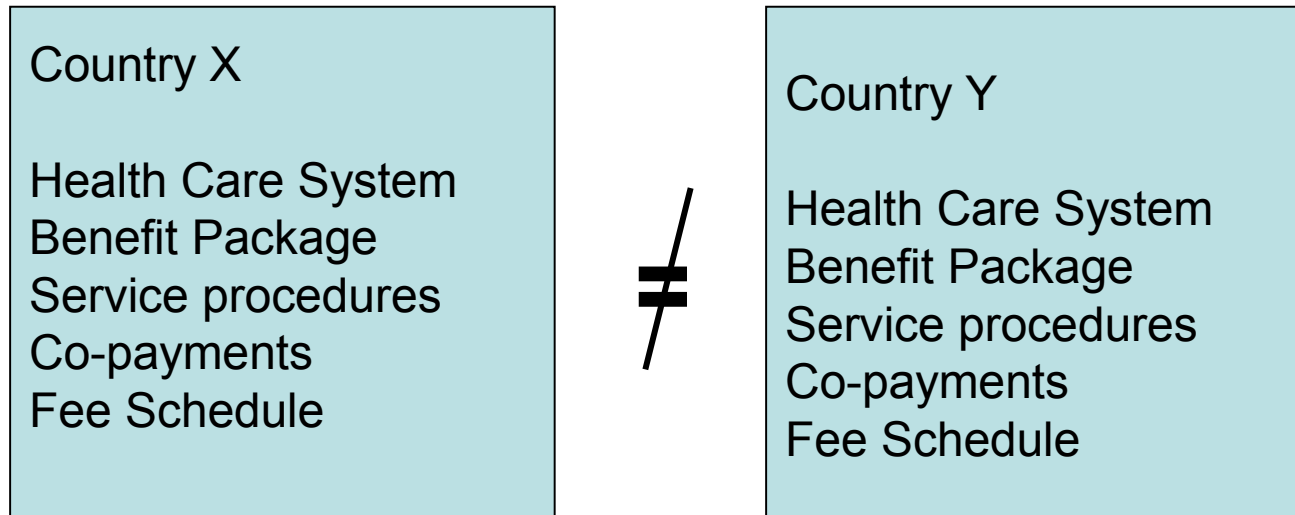 Country X
Health Care System
Benefit Package
Service procedures
Co-payments
Fee Schedule
≠
Country Y
Health Care System
Benefit Package
Service procedures
Co-payments
Fee Schedule